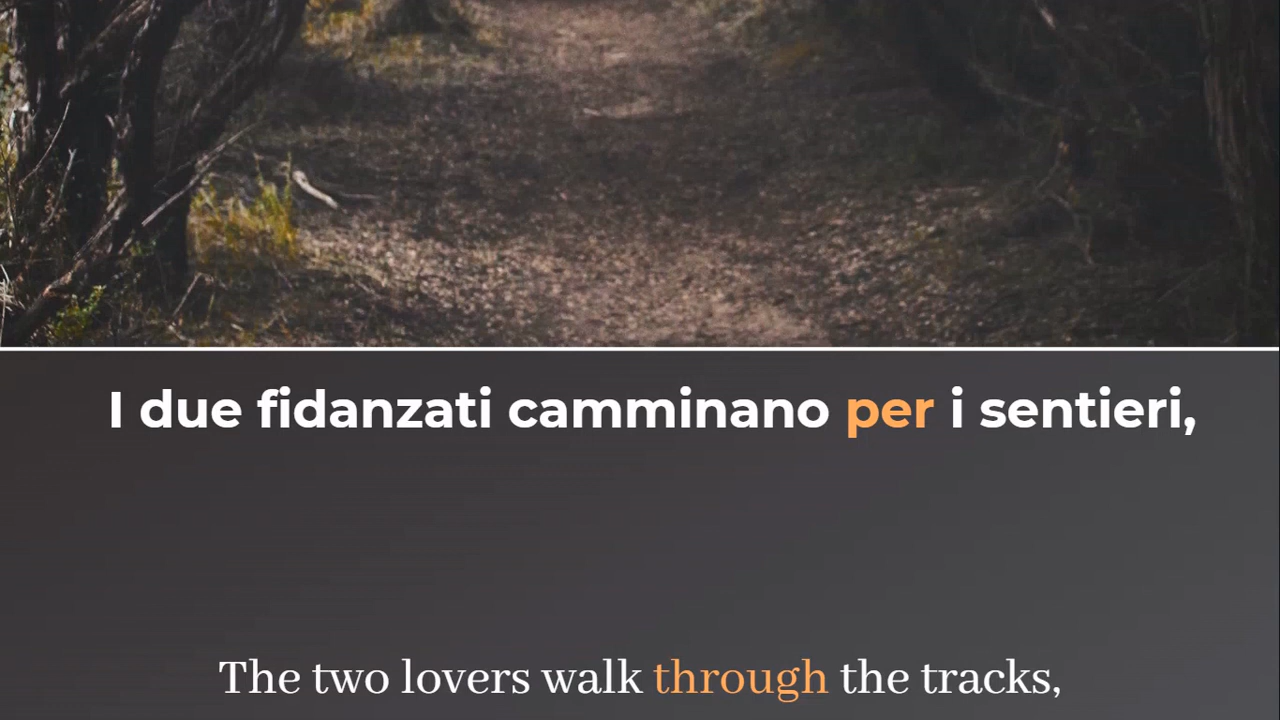 I due fidanzati camminano per i sentieri,
The two lovers walk through the tracks,